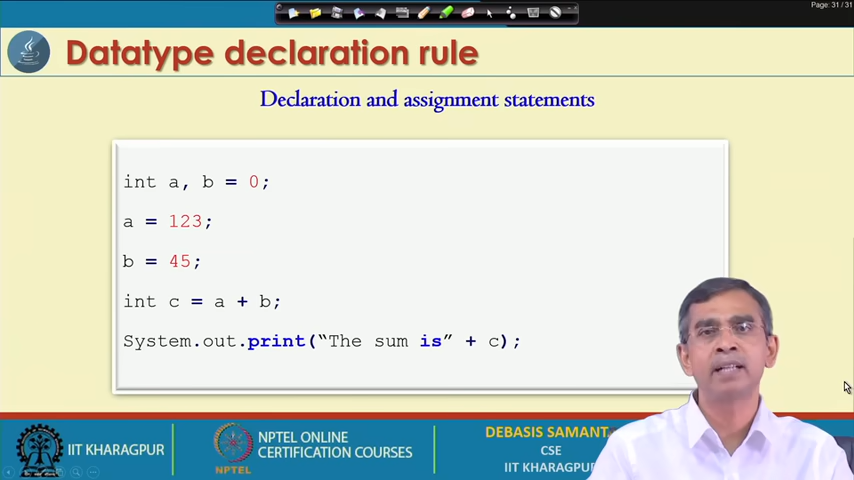 Page: 31 / 31
Datatype declaration rule
Declaration and assignment statements
int a, b = 0;
a = 123;
b = 45;
int c = a + b;
System.out.print(“The sum is” + c);
IIT KHARAGPUR
NPTEL
NPTEL ONLINE
CERTIFICATION COURSES
DEBASIS SAMANT
CSE
IIT KHARAGPUR